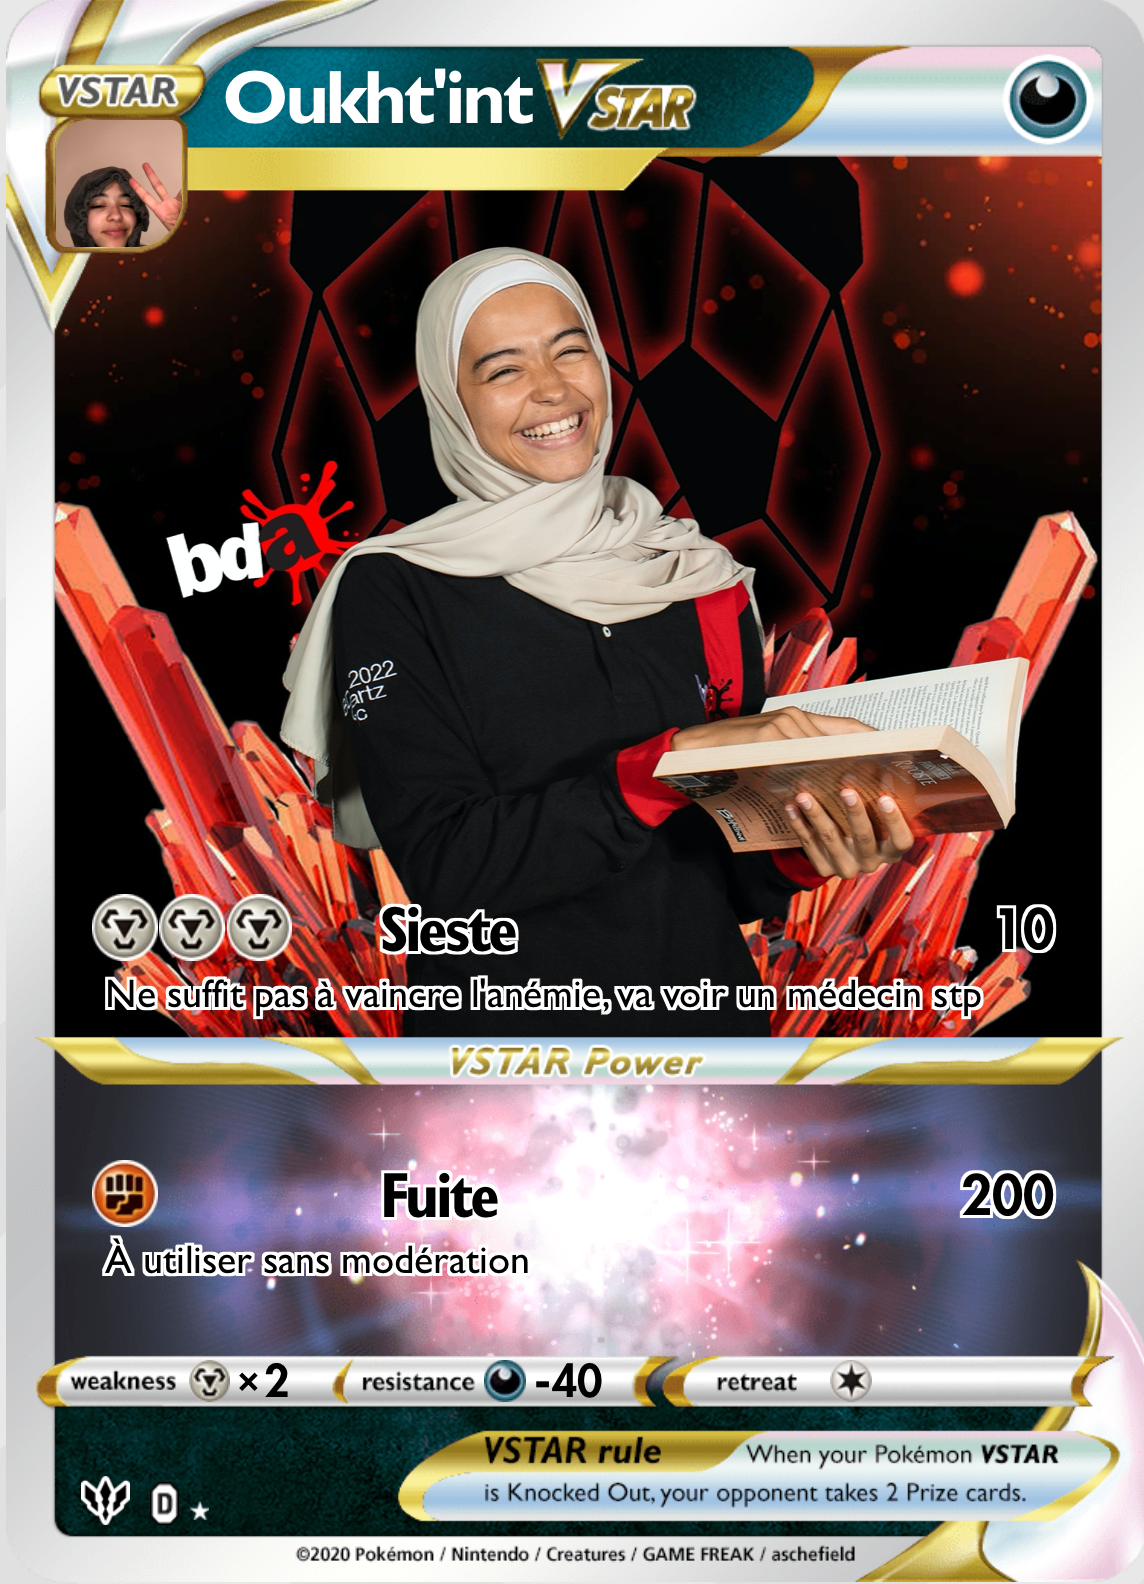 VSTAR
Oukht'int VSTAR
bda
2022
artz
Sieste 10
Ne suffit pas à vaincre l'anémie, va voir un médecin stp
VSTAR Power
Fuite 200
À utiliser sans modération
weakness ×2 resistance -40 retreat
VSTAR rule When your Pokémon VSTAR
is Knocked Out, your opponent takes 2 Prize cards.
D
©2020 Pokémon / Nintendo / Creatures / GAME FREAK / aschefield